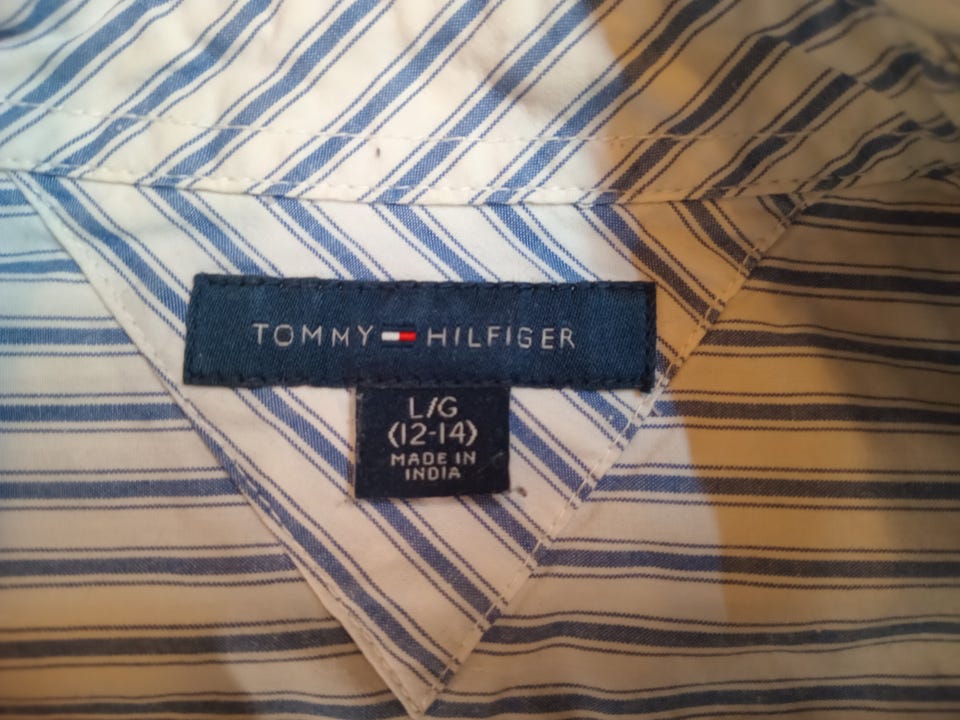 TOMMY HILFIGER
L/G
(12-14)
MADE IN
INDIA